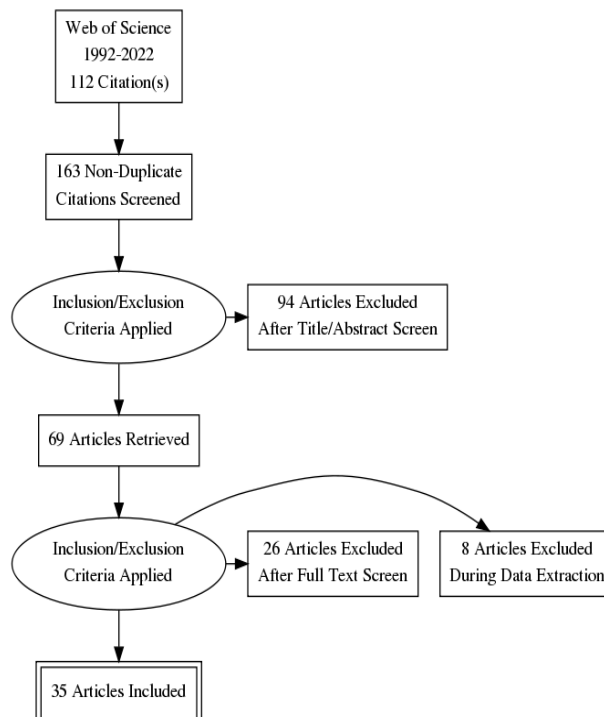 Web of Science
1992-2022
112 Citation(s)
163 Non-Duplicate
Citations Screened
Inclusion/Exclusion
Criteria Applied
94 Articles Excluded
After Title/Abstract Screen
69 Articles Retrieved
Inclusion/Exclusion
Criteria Applied
26 Articles Excluded
After Full Text Screen
8 Articles Excluded
During Data Extraction
35 Articles Included